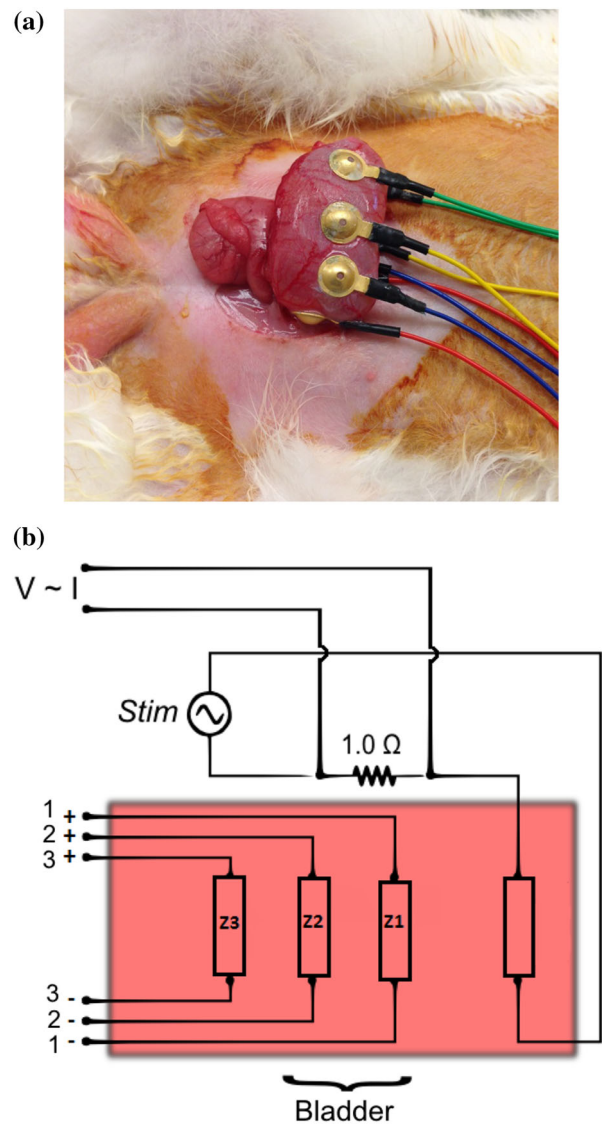 (a)
(b)
V ~ I
Stim
1.0 Ω
1 +
2 +
3 +
Z3 Z2 Z1
3 -
2 -
1 -
Bladder